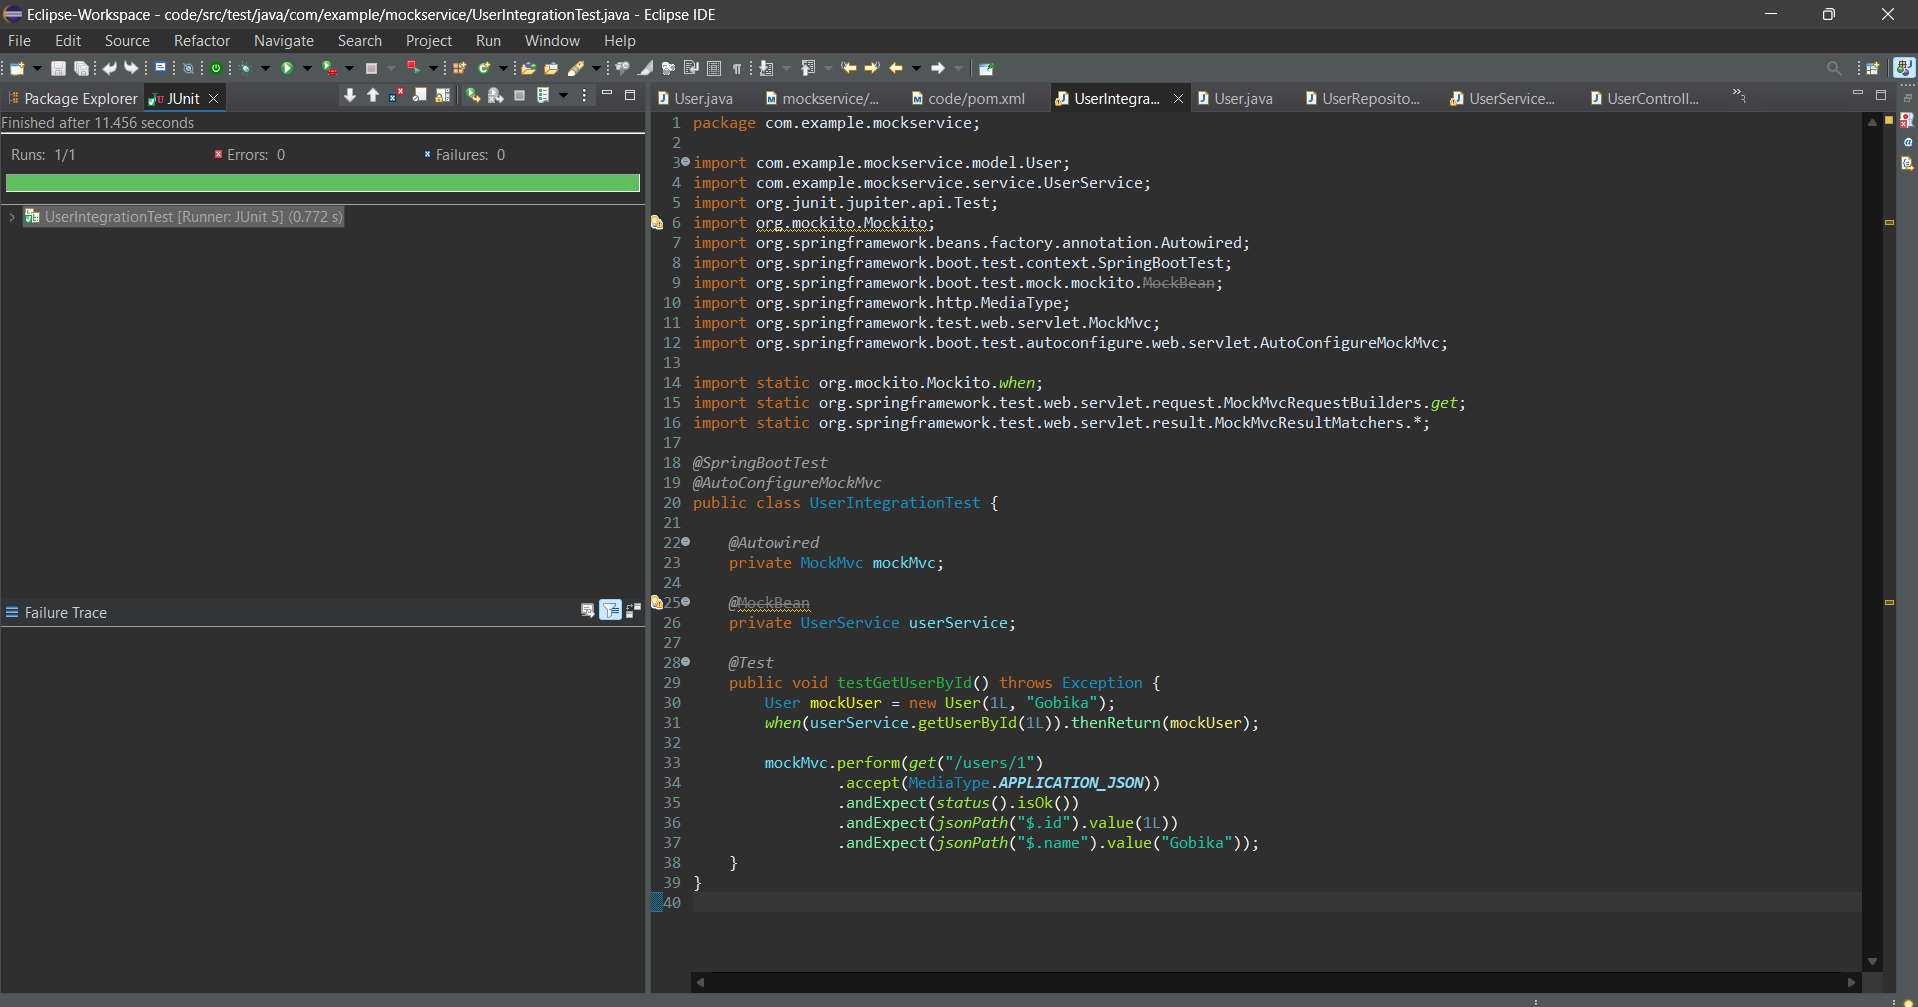 Eclipse-Workspace - code/src/test/java/com/example/mockservice/UserIntegrationTest.java - Eclipse IDE
File Edit Source Refactor Navigate Search Project Run Window Help
Package Explorer JUnit
User.java mockservice/... code/pom.xml UserIntegra... User.java UserReposito... UserService... UserControll...
Finished after 11.456 seconds
Runs: 1/1 Errors: 0 Failures: 0
UserIntegrationTest [Runner: JUnit 5] (0.772 s)
Failure Trace
1 package com.example.mockservice;
2
3 import com.example.mockservice.model.User;
4 import com.example.mockservice.service.UserService;
5 import org.junit.jupiter.api.Test;
6 import org.mockito.Mockito;
7 import org.springframework.beans.factory.annotation.Autowired;
8 import org.springframework.boot.test.context.SpringBootTest;
9 import org.springframework.boot.test.mock.mockito.MockBean;
10 import org.springframework.http.MediaType;
11 import org.springframework.test.web.servlet.MockMvc;
12 import org.springframework.boot.test.autoconfigure.web.servlet.AutoConfigureMockMvc;
13
14 import static org.mockito.Mockito.when;
15 import static org.springframework.test.web.servlet.request.MockMvcRequestBuilders.get;
16 import static org.springframework.test.web.servlet.result.MockMvcResultMatchers.*;
17
18 @SpringBootTest
19 @AutoConfigureMockMvc
20 public class UserIntegrationTest {
21
22 @Autowired
23 private MockMvc mockMvc;
24
25 @MockBean
26 private UserService userService;
27
28 @Test
29 public void testGetUserById() throws Exception {
30 User mockUser = new User(1L, "Gobika");
31 when(userService.getUserById(1L)).thenReturn(mockUser);
32
33 mockMvc.perform(get("/users/1")
34 .accept(MediaType.APPLICATION_JSON))
35 .andExpect(status().isOk())
36 .andExpect(jsonPath("$.id").value(1L))
37 .andExpect(jsonPath("$.name").value("Gobika"));
38 }
39 }
40